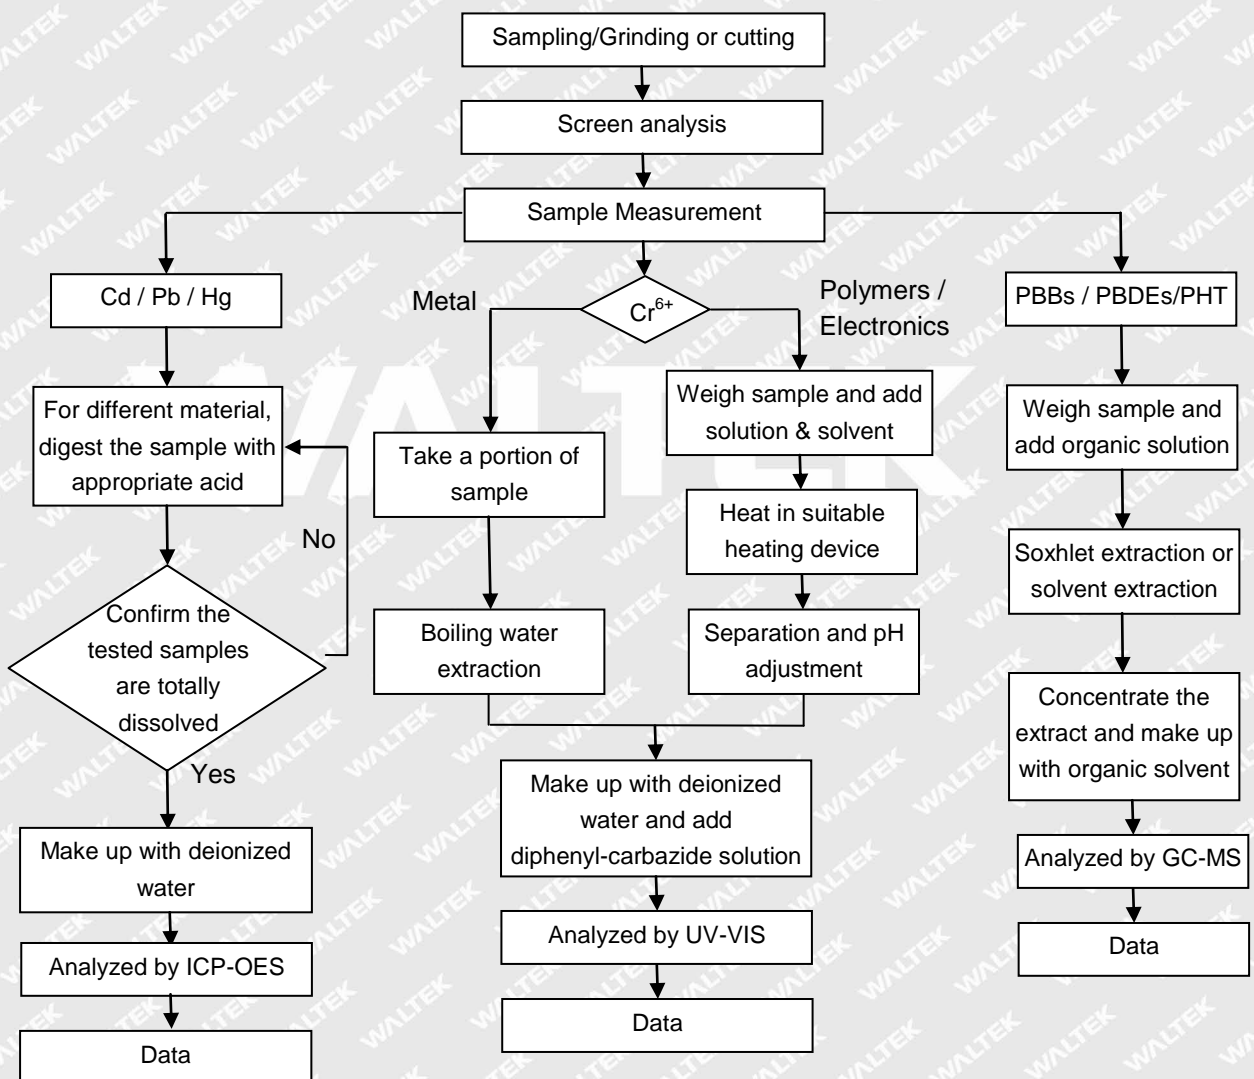 Sampling/Grinding or cutting
Screen analysis
Sample Measurement
Cd / Pb / Hg
Metal
Cr6+
Polymers /
Electronics
PBBs / PBDEs/PHT
For different material,
digest the sample with
appropriate acid
No
Confirm the
tested samples
are totally
dissolved
Yes
Make up with deionized
water
Analyzed by ICP-OES
Data
Take a portion of
sample
Boiling water
extraction
Weigh sample and add
solution & solvent
Heat in suitable
heating device
Separation and pH
adjustment
Make up with deionized
water and add
diphenyl-carbazide solution
Analyzed by UV-VIS
Data
Weigh sample and
add organic solution
Soxhlet extraction or
solvent extraction
Concentrate the
extract and make up
with organic solvent
Analyzed by GC-MS
Data
WALTEK